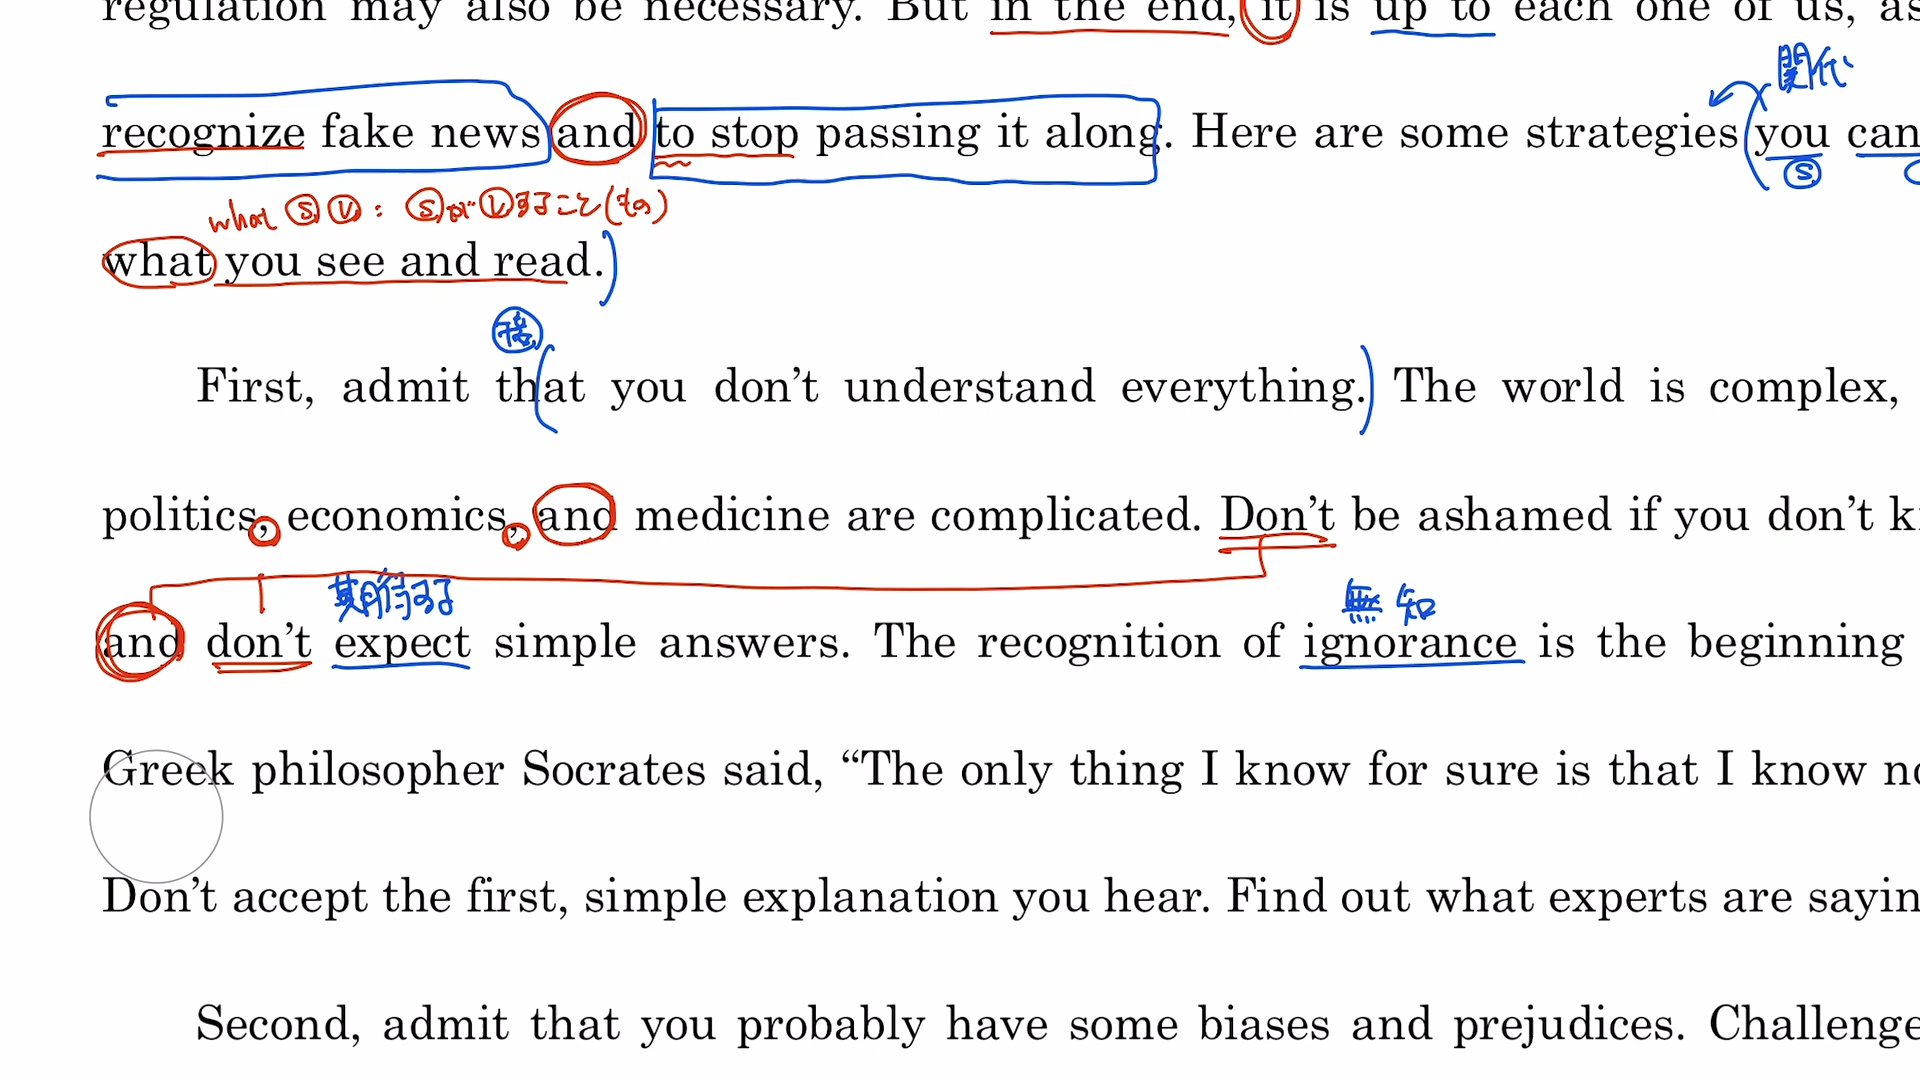 regulation may also be necessary. But in the end, it is up to each one of us, as
関代
recognize fake news and to stop passing it along. Here are some strategies you can
S
what S V : S が V すること(もの)
what you see and read.
接
First, admit that you don't understand everything. The world is complex,
politics, economics, and medicine are complicated. Don't be ashamed if you don't k
期待する 無知
and don't expect simple answers. The recognition of ignorance is the beginning
Greek philosopher Socrates said, “The only thing I know for sure is that I know no
Don't accept the first, simple explanation you hear. Find out what experts are sayin
Second, admit that you probably have some biases and prejudices. Challenge